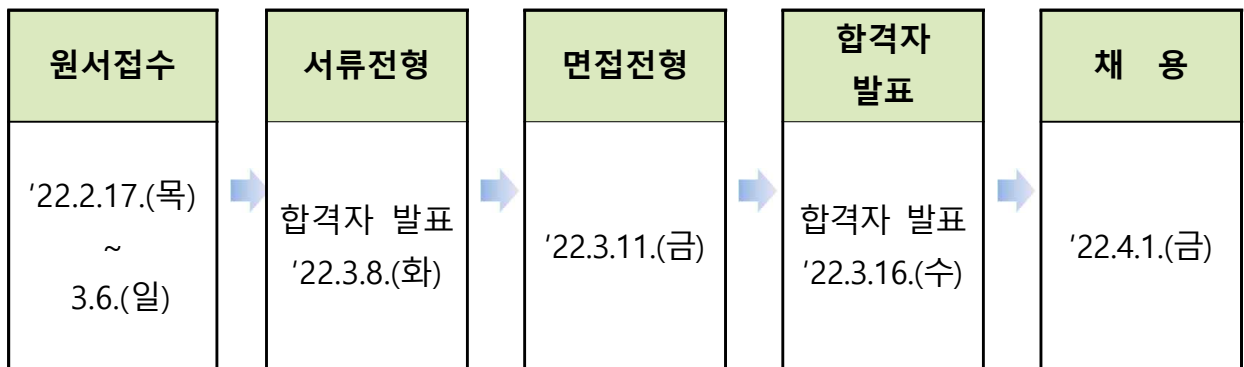 원서접수
'22.2.17.(목)
~
3.6.(일)
서류전형
합격자 발표
'22.3.8.(화)
면접전형
'22.3.11.(금)
합격자
발표
합격자 발표
'22.3.16.(수)
채 용
'22.4.1.(금)